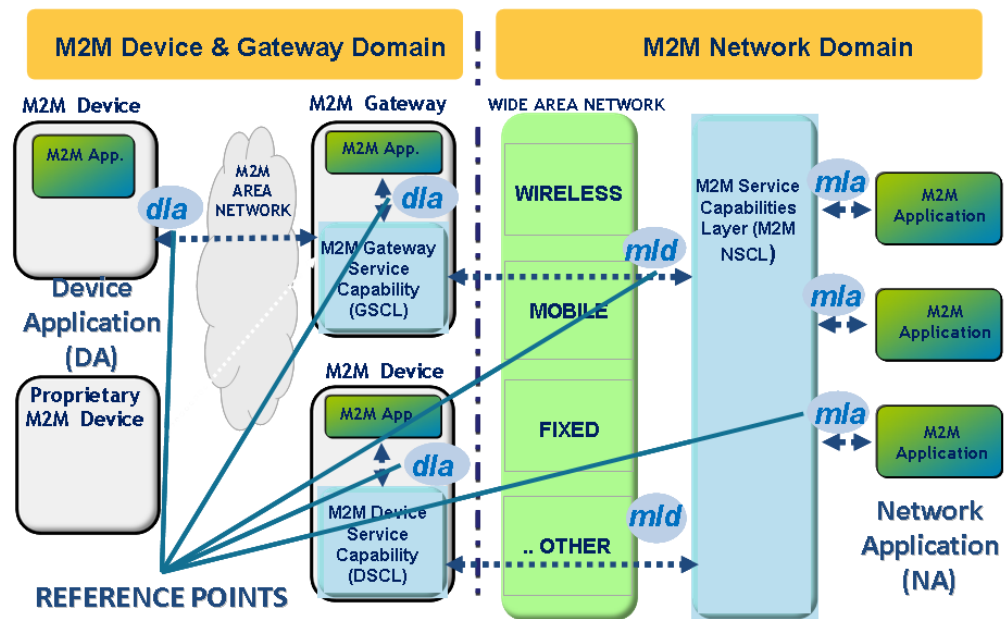 M2M Device & Gateway Domain
M2M Network Domain
M2M Device
M2M App.
dIa
Device
Application
(DA)
Proprietary
M2M Device
M2M
AREA
NETWORK
M2M Gateway
M2M App.
dIa
M2M Gateway
Service
Capability
(GSCL)
M2M Device
M2M App.
dIa
M2M Device
Service
Capability
(DSCL)
REFERENCE POINTS
WIDE AREA NETWORK
WIRELESS
MOBILE
FIXED
.. OTHER
mId
mId
M2M Service
Capabilities
Layer (M2M
NSCL)
mIa
M2M
Application
mIa
M2M
Application
mIa
M2M
Application
Network
Application
(NA)